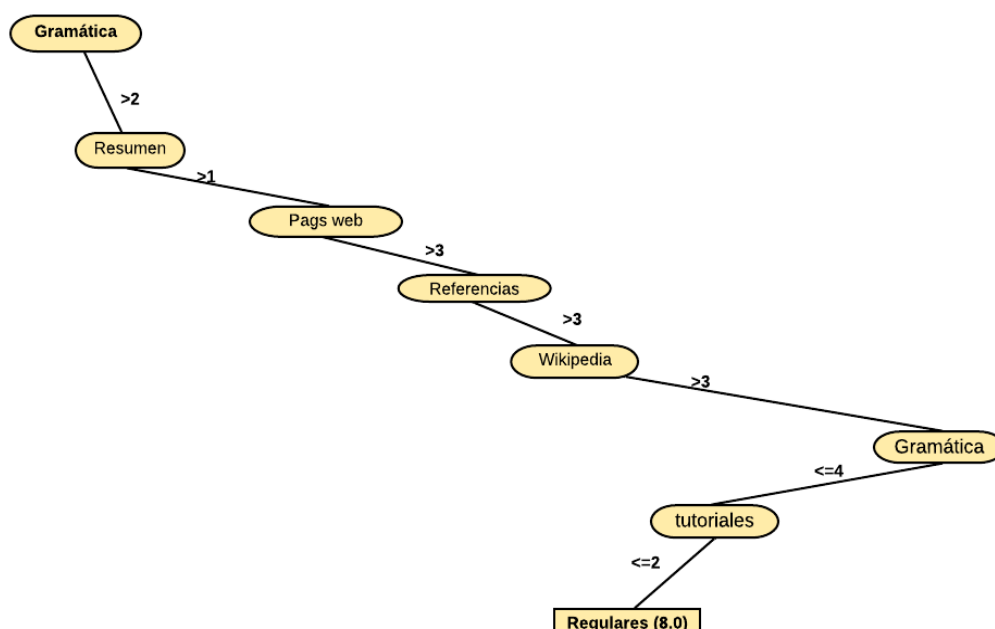 Gramática
>2
Resumen
>1
Pags web
>3
Referencias
>3
Wikipedia
>3
Gramática
<=4
tutoriales
<=2
Regulares (8.0)